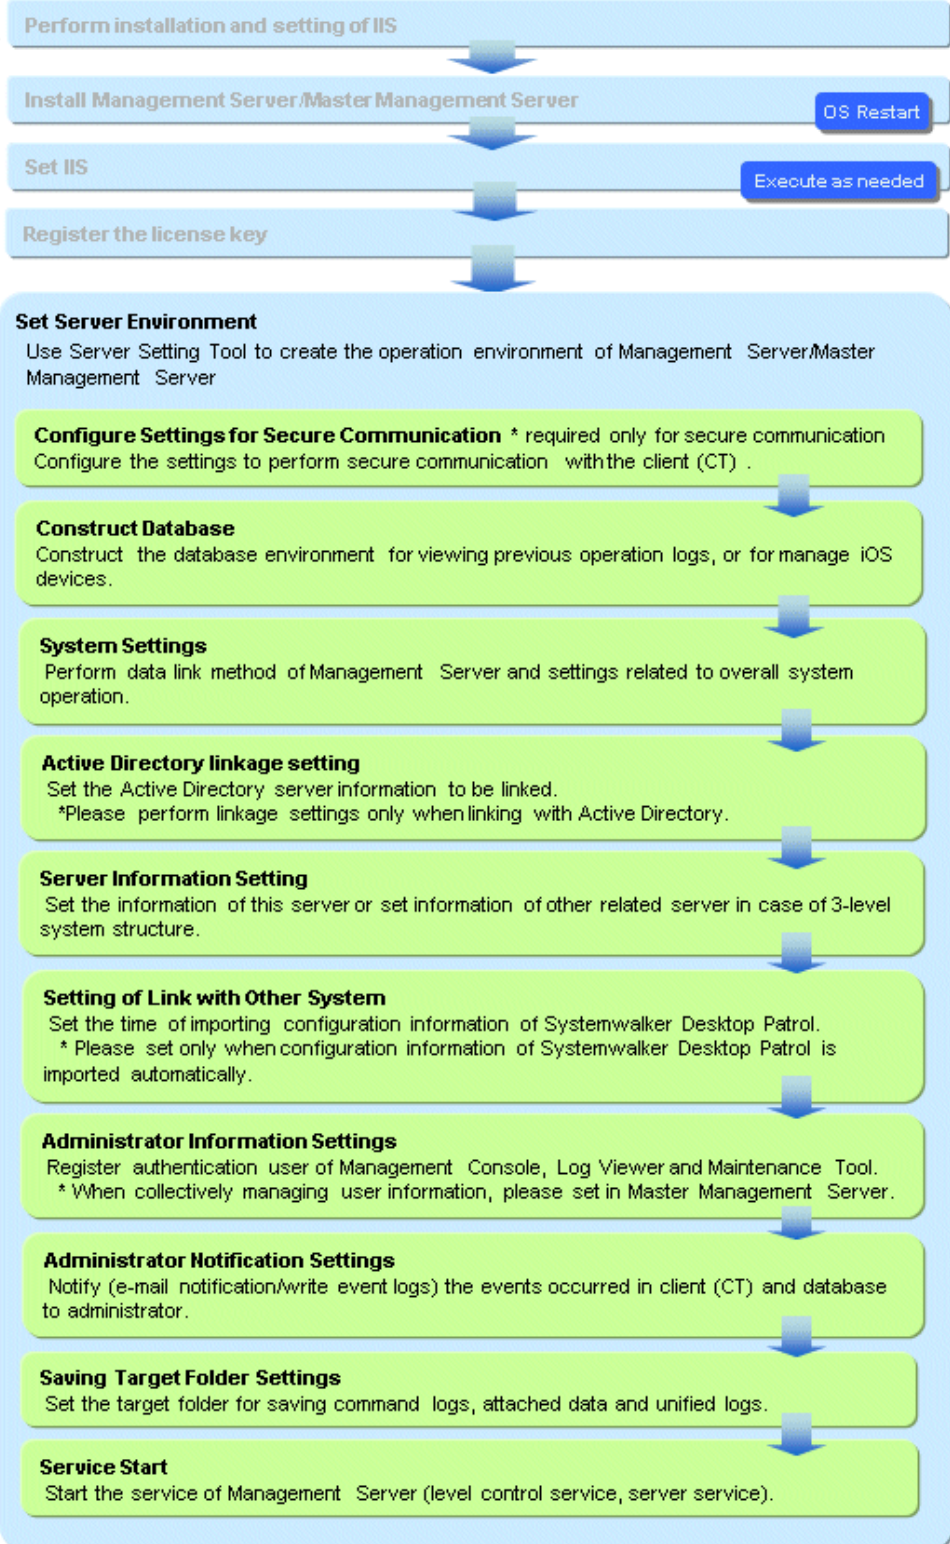 Perform installation and setting of IIS
Install Management Server/Master Management Server
OS Restart
Set IIS
Execute as needed
Register the license key
Set Server Environment
Use Server Setting Tool to create the operation environment of Management Server/Master
Management Server
Configure Settings for Secure Communication * required only for secure communication
Configure the settings to perform secure communication with the client (CT) .
Construct Database
Construct the database environment for viewing previous operation logs, or for manage iOS
devices.
System Settings
Perform data link method of Management Server and settings related to overall system
operation.
Active Directory linkage setting
Set the Active Directory server information to be linked.
*Please perform linkage settings only when linking with Active Directory.
Server Information Setting
Set the information of this server or set information of other related server in case of 3-level
system structure.
Setting of Link with Other System
Set the time of importing configuration information of Systemwalker Desktop Patrol.
* Please set only when configuration information of Systemwalker Desktop Patrol is
imported automatically.
Administrator Information Settings
Register authentication user of Management Console, Log Viewer and Maintenance Tool.
* When collectively managing user information, please set in Master Management Server.
Administrator Notification Settings
Notify (e-mail notification/write event logs) the events occurred in client (CT) and database
to administrator.
Saving Target Folder Settings
Set the target folder for saving command logs, attached data and unified logs.
Service Start
Start the service of Management Server (level control service, server service).